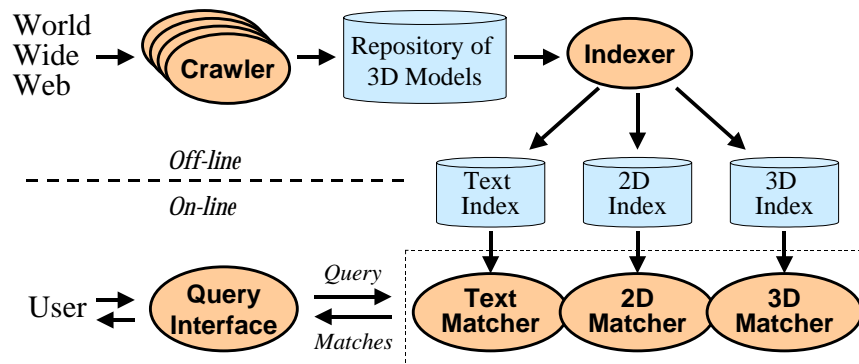 World
Wide
Web
Crawler
Repository of
3D Models
Indexer
Off-line
On-line
Text
Index
2D
Index
3D
Index
User
Query
Interface
Query
Matches
Text
Matcher
2D
Matcher
3D
Matcher